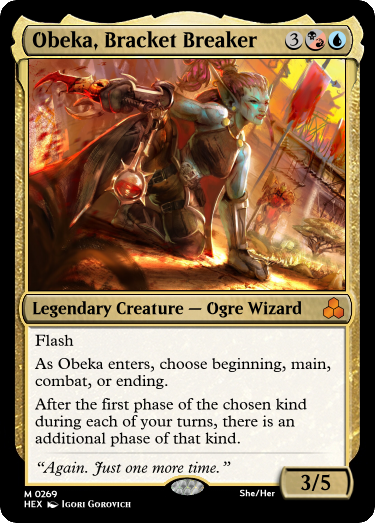 Obeka, Bracket Breaker 3
Legendary Creature — Ogre Wizard
Flash
As Obeka enters, choose beginning, main,
combat, or ending.
After the first phase of the chosen kind
during each of your turns, there is an
additional phase of that kind.
“Again. Just one more time.”
3/5
M 0269
She/Her
HEX Igori Gorovich